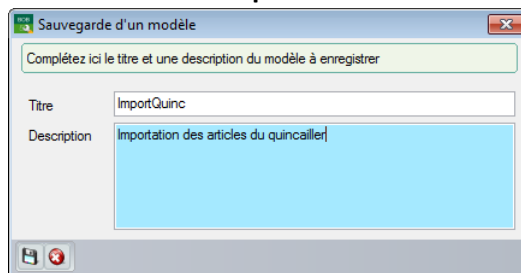 Sauvegarde d'un modèle
Complétez ici le titre et une description du modèle à enregistrer
Titre
ImportQuinc
Description
Importation des articles du quincailler